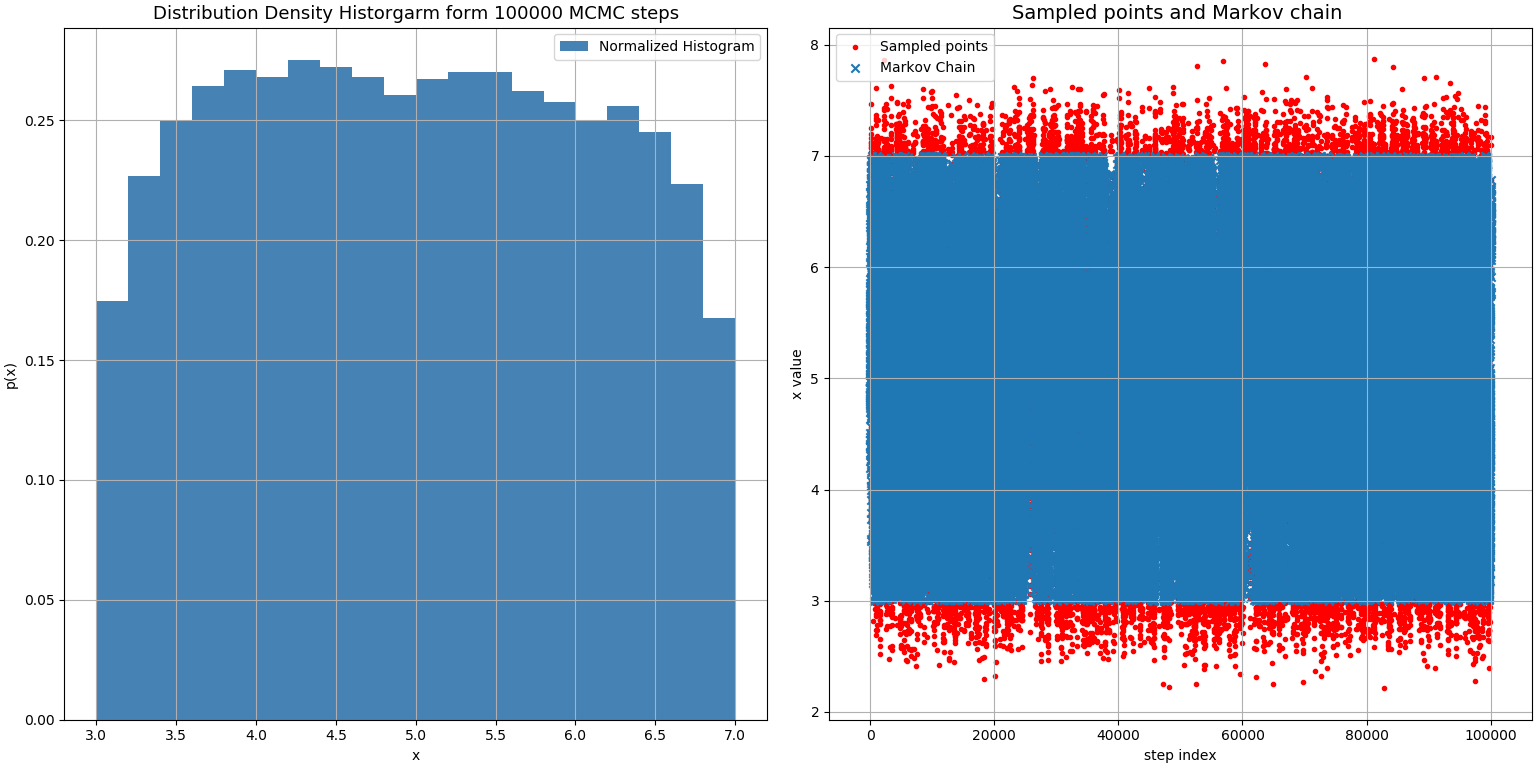 Distribution Density Historgarm form 100000 MCMC steps
Normalized Histogram
0.25
0.20
0.15
0.10
0.05
0.00
p(x)
3.0 3.5 4.0 4.5 5.0 5.5 6.0 6.5 7.0
x
Sampled points and Markov chain
Sampled points
Markov Chain
8
7
6
5
4
3
2
x value
0 20000 40000 60000 80000 100000
step index